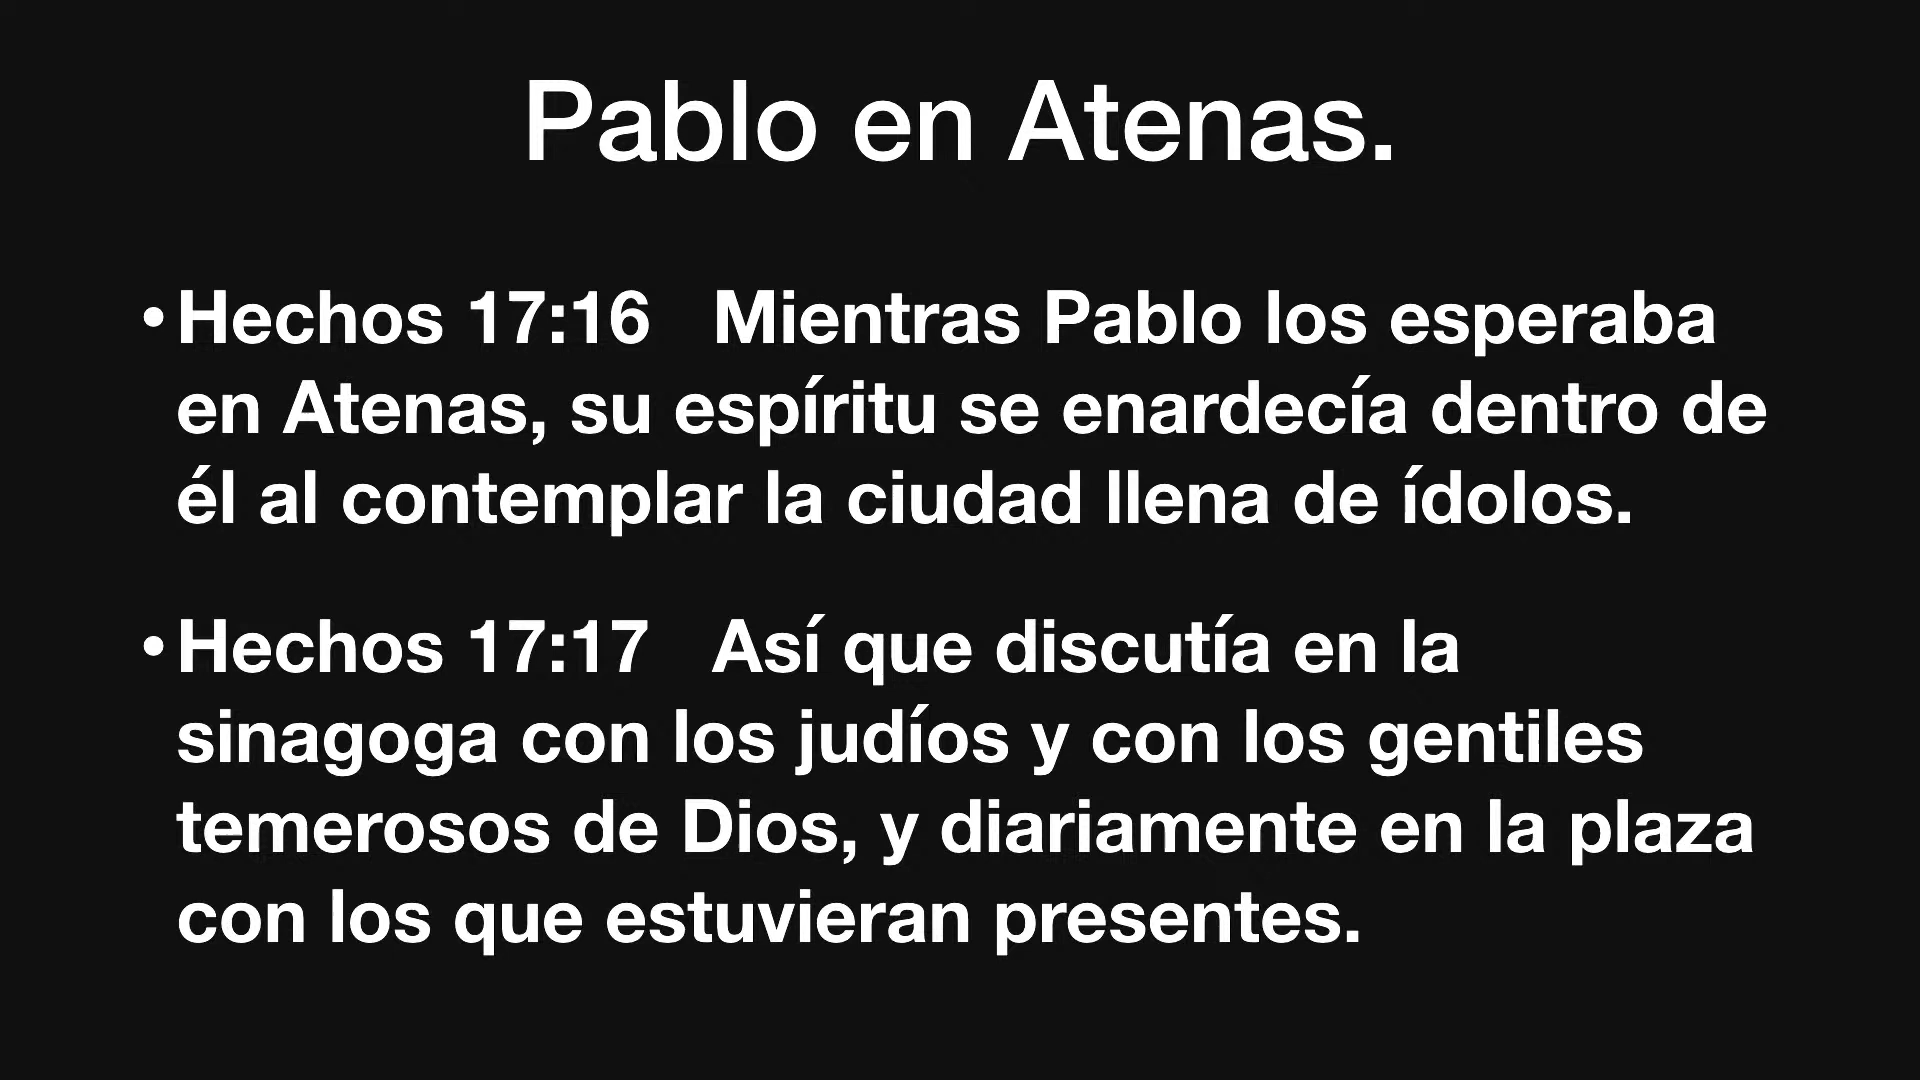 Pablo en Atenas.
•Hechos 17:16   Mientras Pablo los esperaba
en Atenas, su espíritu se enardecía dentro de
él al contemplar la ciudad llena de ídolos.
•Hechos 17:17   Así que discutía en la
sinagoga con los judíos y con los gentiles
temerosos de Dios, y diariamente en la plaza
con los que estuvieran presentes.